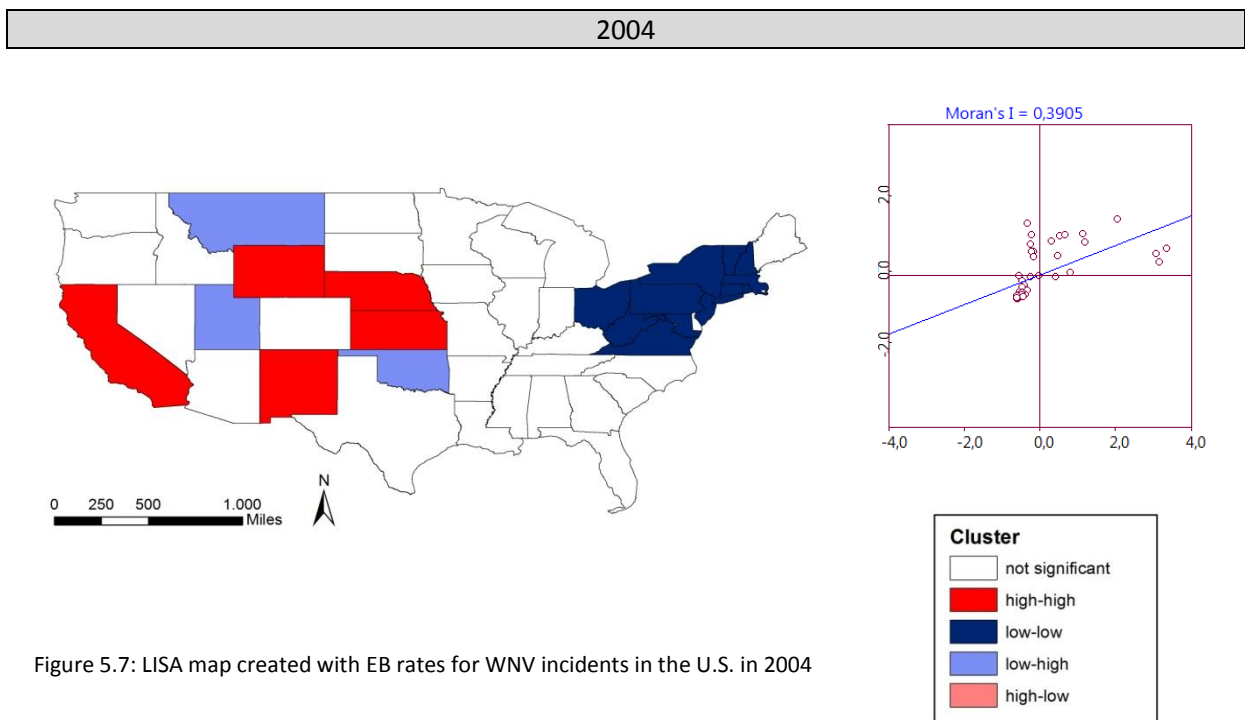 2004
Moran's I = 0,3905
2,0
0,0
-2,0
-4,0
-2,0
0,0
2,0
4,0
N
0 250 500 1.000
Miles
Cluster
not significant
high-high
low-low
low-high
high-low
Figure 5.7: LISA map created with EB rates for WNV incidents in the U.S. in 2004